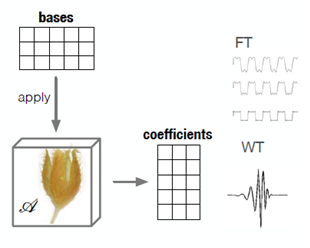 bases
FT
apply
coefficients
WT
𝒜